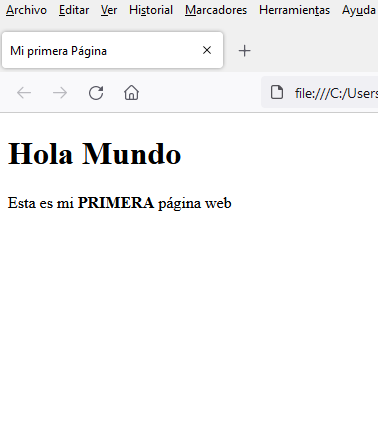 Archivo Editar Ver Historial Marcadores Herramientas Ayuda
Mi primera Página
file:///C:/Users
Hola Mundo
Esta es mi PRIMERA página web